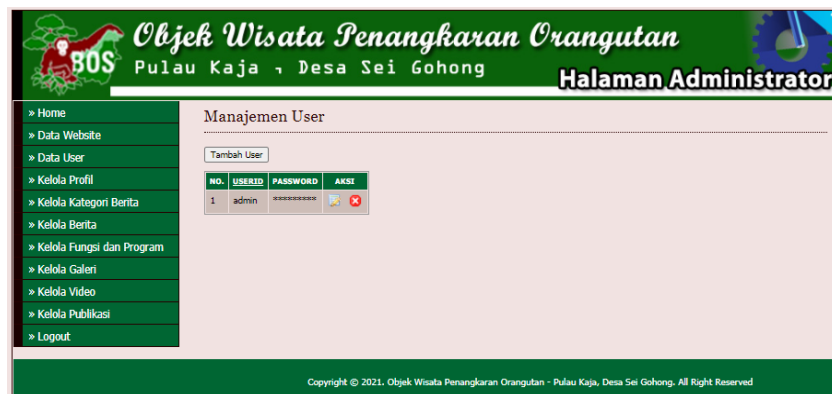 Objek Wisata Penangkaran Orangutan
BOS
Pulau Kaja , Desa Sei Gohong
Halaman Administrator
» Home
» Data Website
» Data User
» Kelola Profil
» Kelola Kategori Berita
» Kelola Berita
» Kelola Fungsi dan Program
» Kelola Galeri
» Kelola Video
» Kelola Publikasi
» Logout
Manajemen User
Tambah User
NO. USERID PASSWORD AKSI
1 admin *********
Copyright © 2021. Objek Wisata Penangkaran Orangutan - Pulau Kaja, Desa Sei Gohong. All Right Reserved